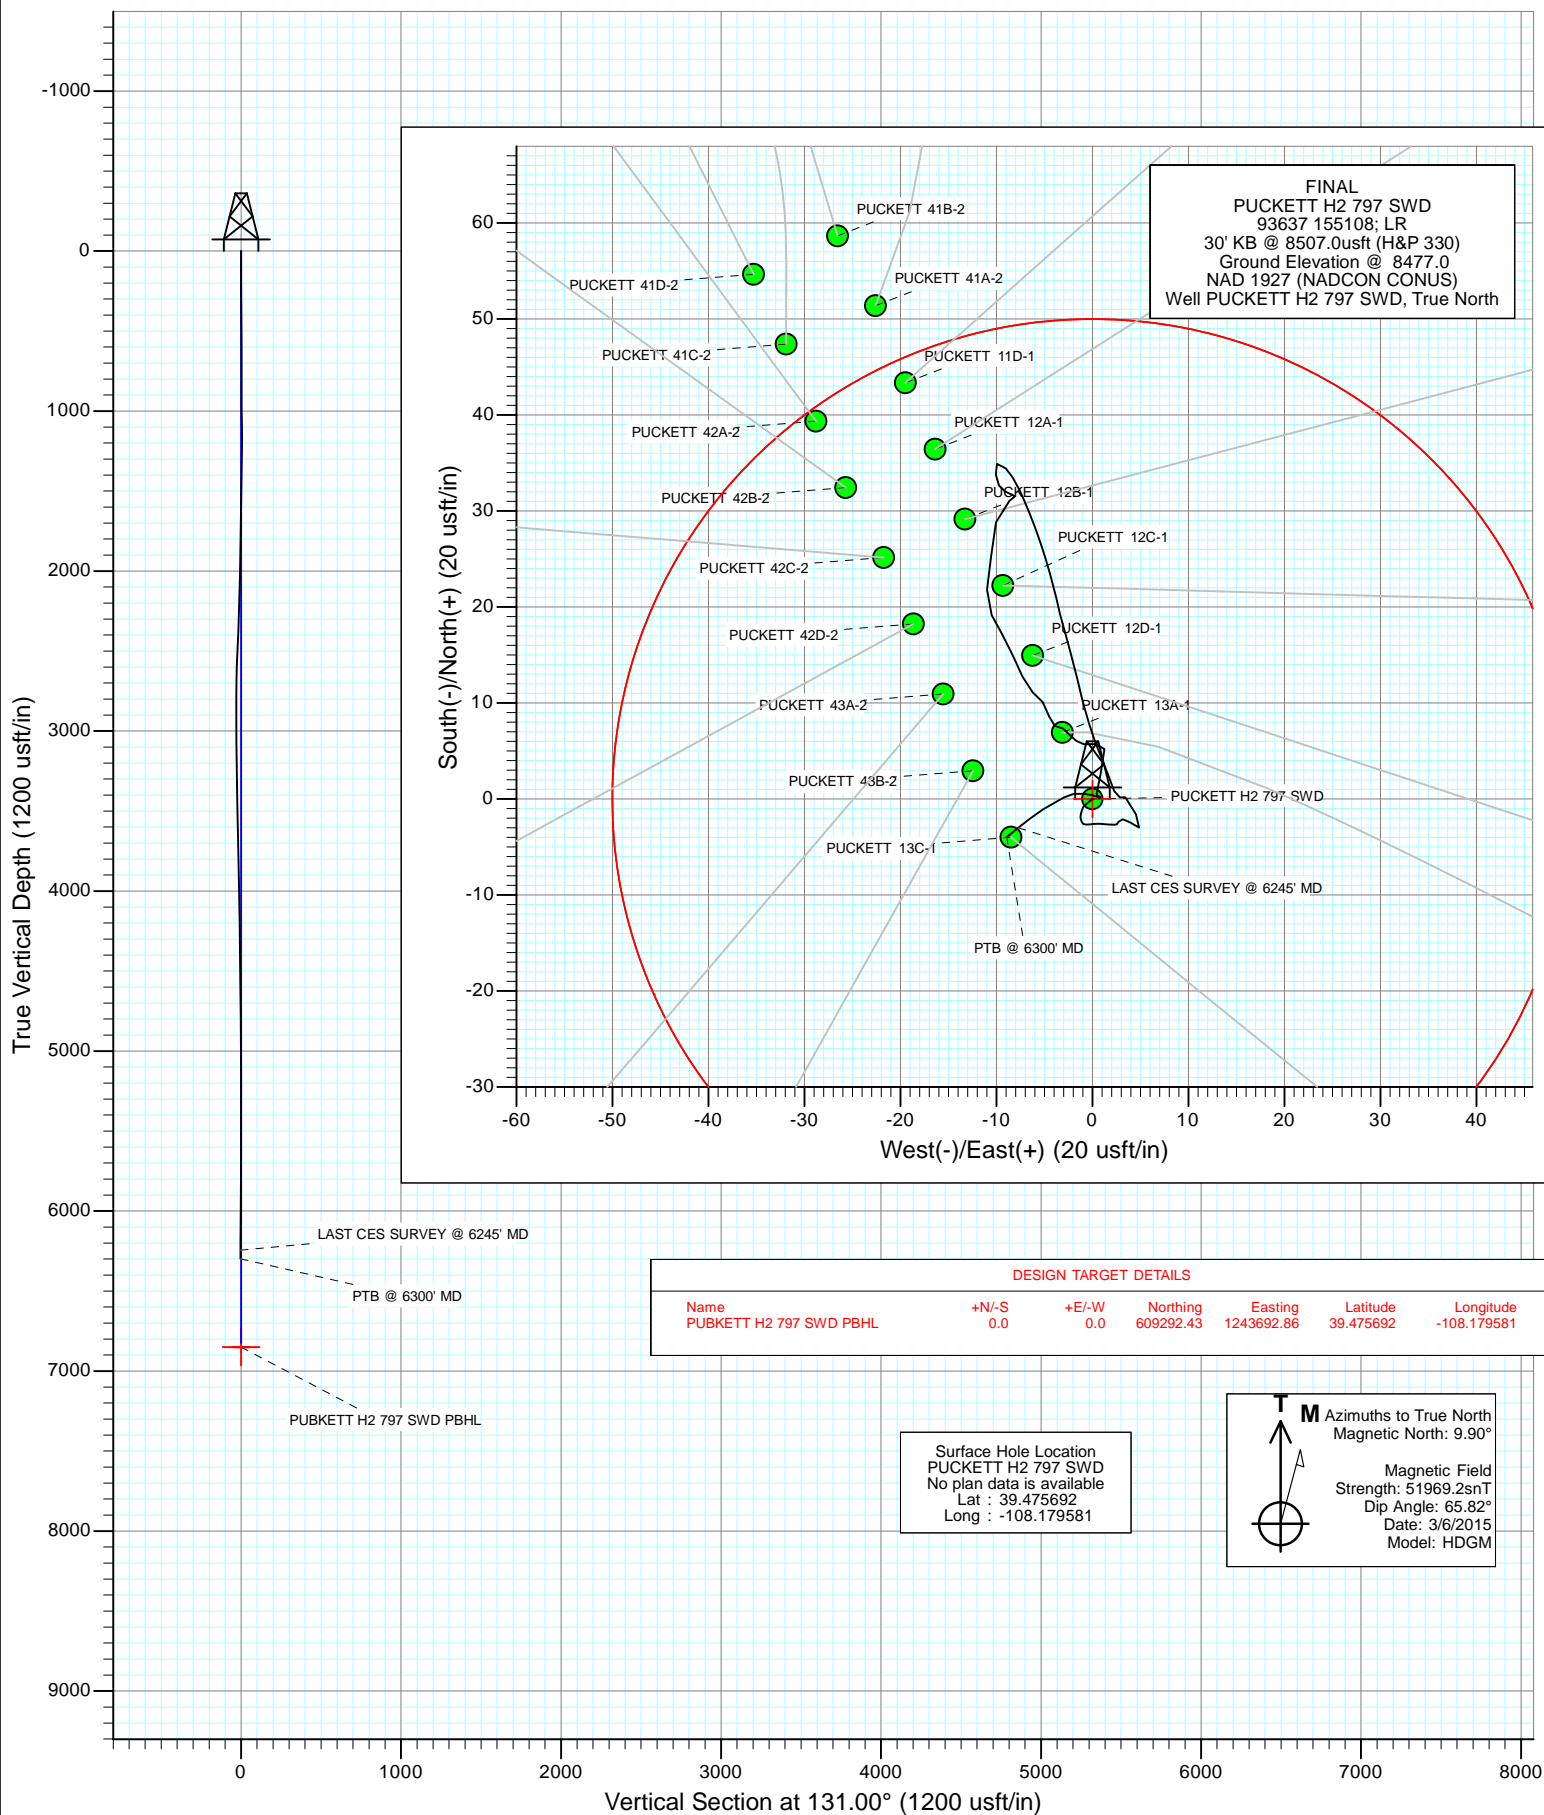 -1000
0
1000
2000
3000
4000
5000
6000
7000
8000
9000
True Vertical Depth (1200 usft/in)
0
1000
2000
3000
4000
5000
6000
7000
8000
Vertical Section at 131.00° (1200 usft/in)
LAST CES SURVEY @ 6245' MD
PTB @ 6300' MD
PUBKETT H2 797 SWD PBHL
60
50
40
30
20
10
0
-10
-20
-30
South(-)/North(+) (20 usft/in)
-60
-50
-40
-30
-20
-10
0
10
20
30
40
West(-)/East(+) (20 usft/in)
PUCKETT 41B-2
PUCKETT 41D-2
PUCKETT 41A-2
PUCKETT 41C-2
PUCKETT 11D-1
PUCKETT 42A-2
PUCKETT 12A-1
PUCKETT 42B-2
PUCKETT 12B-1
PUCKETT 12C-1
PUCKETT 42C-2
PUCKETT 42D-2
PUCKETT 12D-1
PUCKETT 43A-2
PUCKETT 13A-1
PUCKETT 43B-2
PUCKETT H2 797 SWD
PUCKETT 13C-1
LAST CES SURVEY @ 6245' MD
PTB @ 6300' MD
FINAL
PUCKETT H2 797 SWD
93637 155108; LR
30' KB @ 8507.0usft (H&P 330)
Ground Elevation @ 8477.0
NAD 1927 (NADCON CONUS)
Well PUCKETT H2 797 SWD, True North
DESIGN TARGET DETAILS
Name +N/-S +E/-W Northing Easting Latitude Longitude
PUBKETT H2 797 SWD PBHL 0.0 0.0 609292.43 1243692.86 39.475692 -108.179581
Surface Hole Location
PUCKETT H2 797 SWD
No plan data is available
Lat : 39.475692
Long : -108.179581
T
M
Azimuths to True North
Magnetic North: 9.90°
Magnetic Field
Strength: 51969.2snT
Dip Angle: 65.82°
Date: 3/6/2015
Model: HDGM